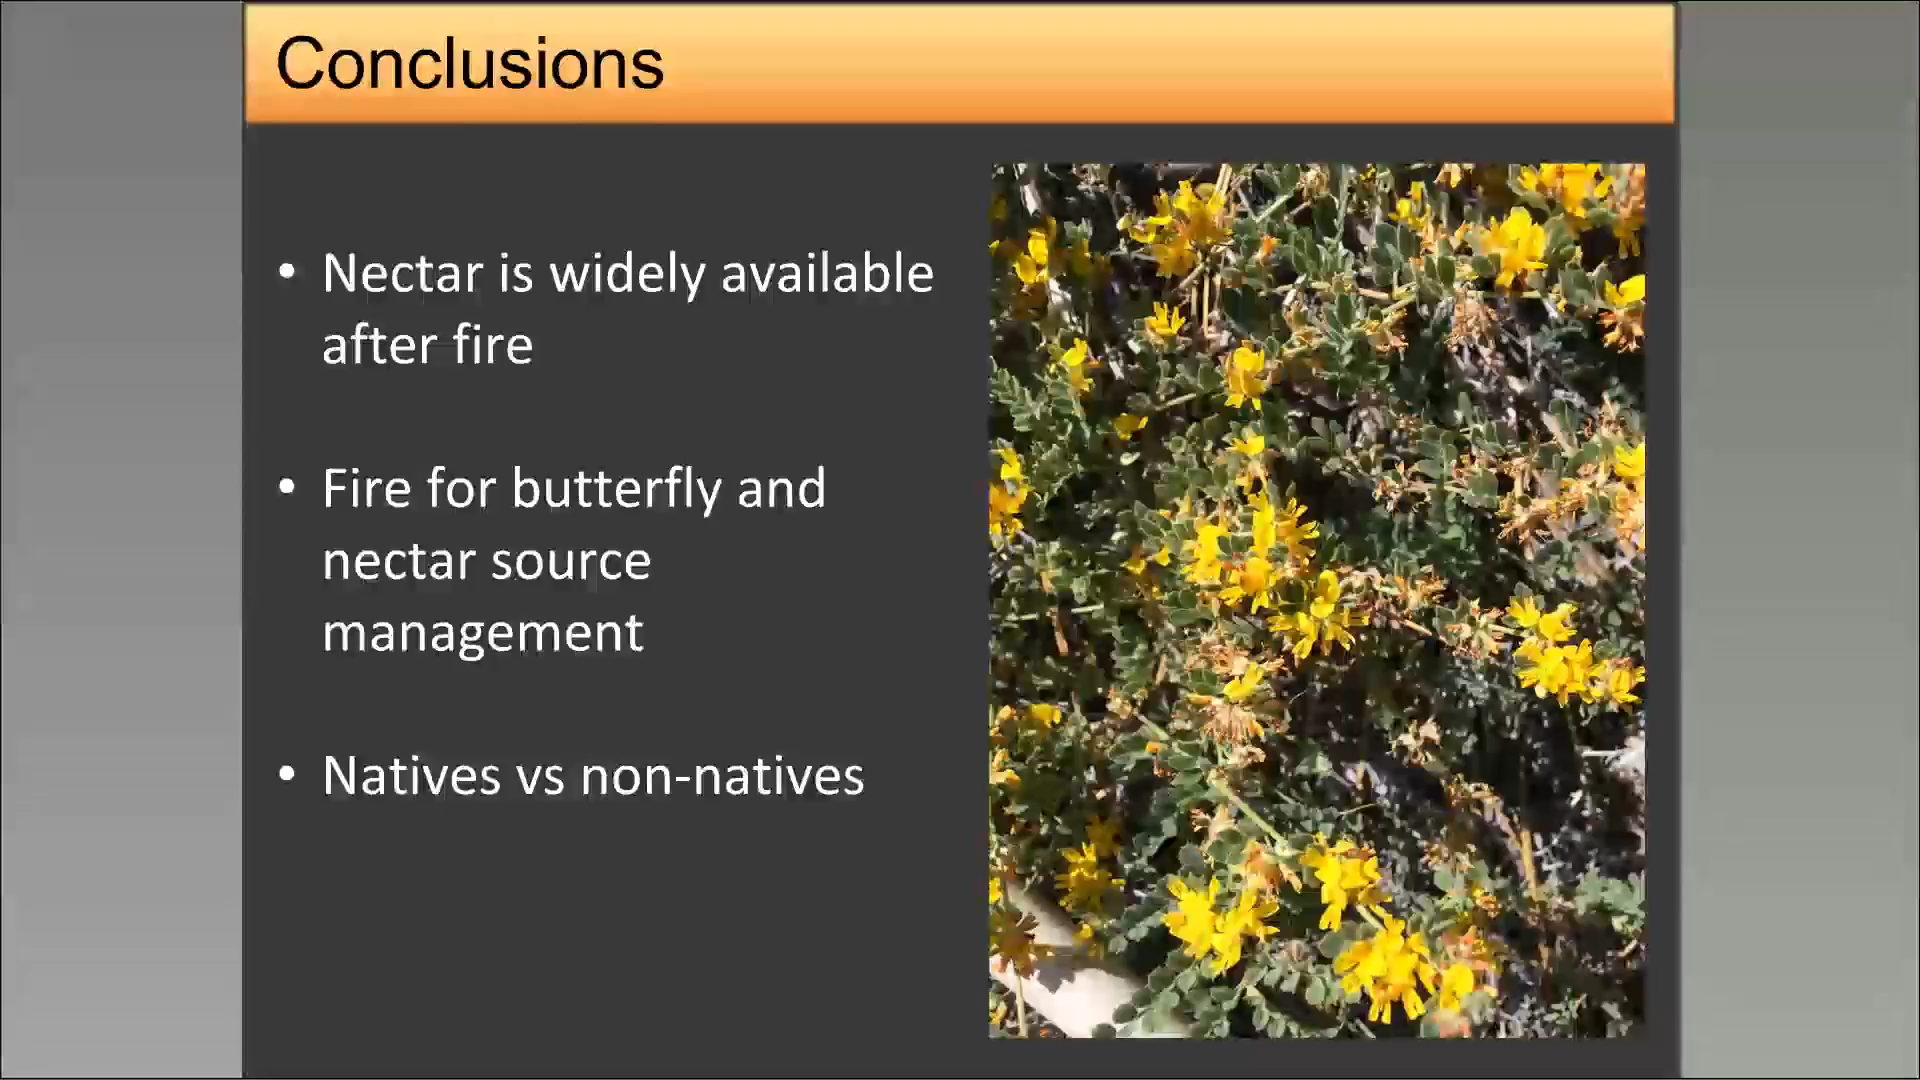 Conclusions
• Nectar is widely available
after fire
• Fire for butterfly and
nectar source
management
• Natives vs non-natives